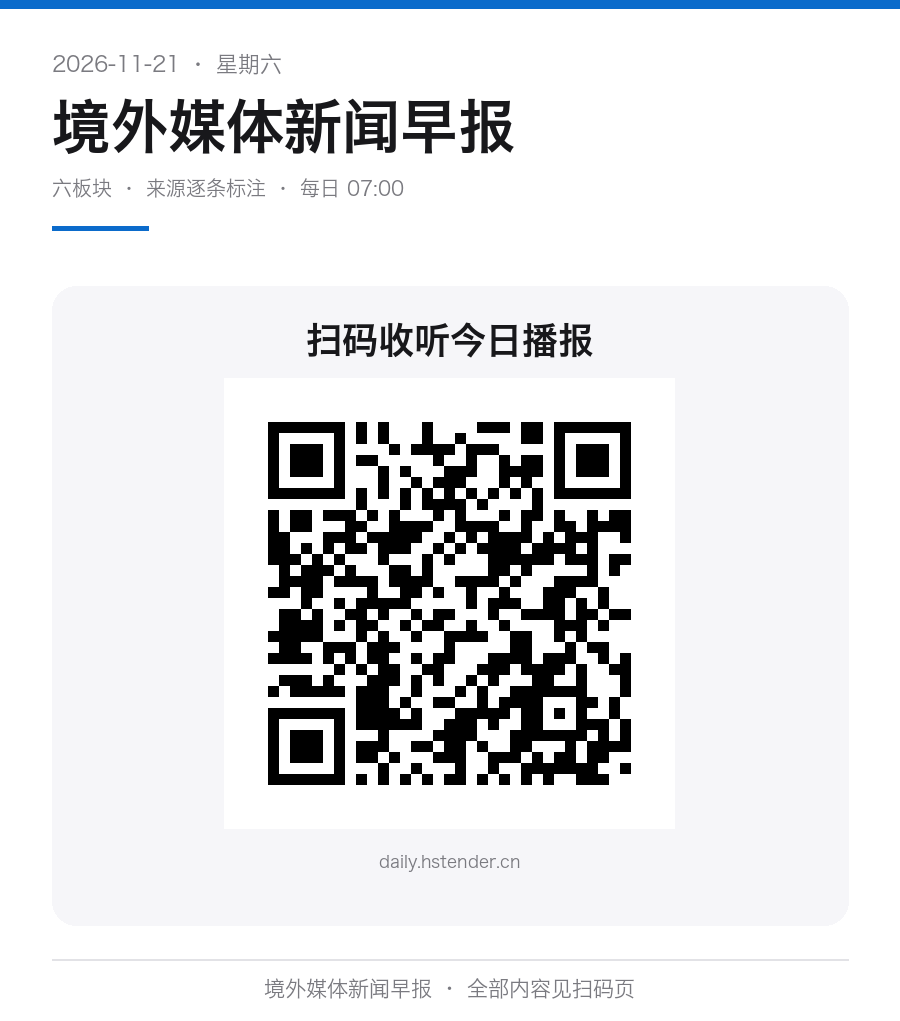 2026-11-21 · 星期六
境外媒体新闻早报
六板块 · 来源逐条标注 · 每日 07:00
扫码收听今日播报
daily.hstender.cn
境外媒体新闻早报 · 全部内容见扫码页